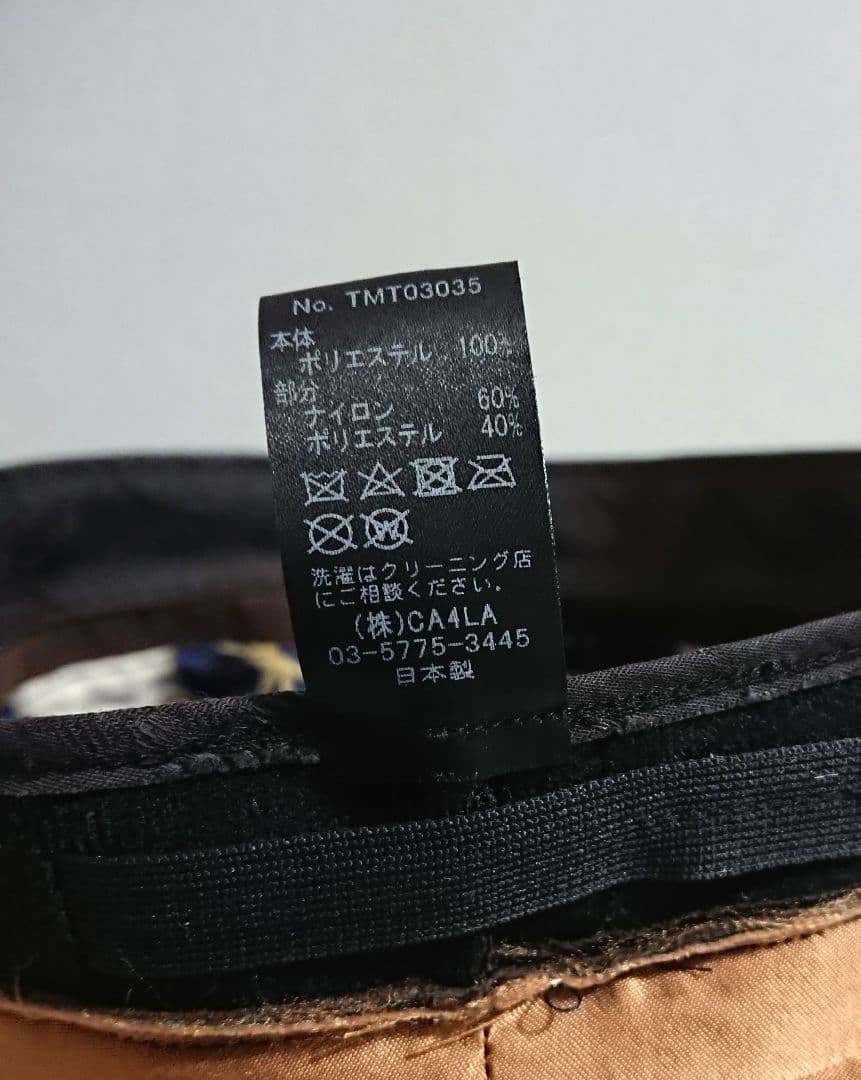 No. TMT03035
本体
ポリエステル 100%
部分
ナイロン 60%
ポリエステル 40%
洗濯はクリーニング店
にご相談ください。
(株)CA4LA
03-5775-3445
日本製